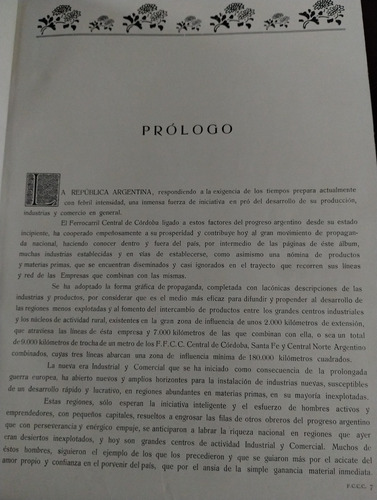 PRÓLOGO
LA REPÚBLICA ARGENTINA, respondiendo a la exigencia de los tiempos prepara actualmente
con febril intensidad, una inmensa fuerza de iniciativa en pró del desarrollo de su producción,
industrias y comercio en general.
El Ferrocarril Central de Córdoba ligado a estos factores del progreso argentino desde su estado
incipiente, ha cooperado empeñosamente a su prosperidad y contribuye hoy al gran movimiento de propagan-
da nacional, haciendo conocer dentro y fuera del país, por intermedio de las páginas de éste álbum,
muchas industrias establecidas y en vías de establecerse, como asimismo una nómina de productos
y materias primas, que se encuentran diseminados y casi ignorados en el trayecto que recorren sus líneas
y red de las Empresas que combinan con las mismas.
Se ha adoptado la forma gráfica de propaganda, completada con lacónicas descripciones de las
industrias y productos, por considerar que es el medio más eficaz para difundir y propender al desarrollo de
las regiones menos explotadas y al fomento del intercambio de productos entre los grandes centros industriales
y los núcleos de actividad rural, existentes en la gran zona de influencia de unos 2.000 kilómetros de extensión,
que atraviesa las líneas de ésta empresa y 7.000 kilómetros de las que combinan con ella, o sea un total
de 9.000 kilómetros de trocha de un metro de los F.F.C.C. Central de Córdoba, Santa Fe y Central Norte Argentino
combinados, cuyas tres líneas abarcan una zona de influencia mínima de 180.000 kilómetros cuadrados.
La nueva era Industrial y Comercial que se ha iniciado como consecuencia de la prolongada
guerra europea, ha abierto nuevos y amplios horizontes para la instalación de industrias nuevas, susceptibles
de un desarrollo rápido y lucrativo, en regiones abundantes en materias primas, en su mayoría inexplotadas.
Estas regiones, sólo esperan la iniciativa inteligente y el esfuerzo de hombres activos y
emprendedores, con pequeños capitales, resueltos a engrosar las filas de otros obreros del progreso argentino
que con perseverancia y enérgico empuje, se anticiparon a labrar la riqueza nacional en regiones que ayer
eran desiertos inexplotados, y hoy son grandes centros de actividad Industrial y Comercial. Muchos de
éstos hombres, siguieron el ejemplo de los que los precedieron y que se guiaron más por el acicate del
amor propio y confianza en el porvenir del país, que por el ansia de la simple ganancia material inmediata.
F.C.C.C. 7